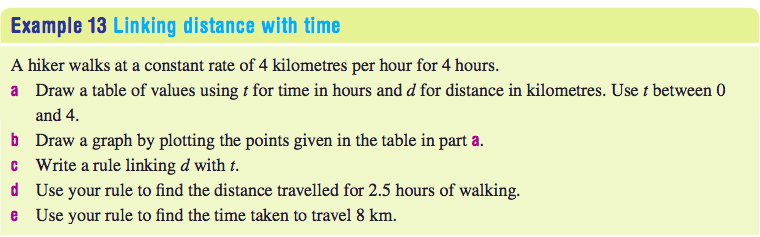 Example 13 Linking distance with time
A hiker walks at a constant rate of 4 kilometres per hour for 4 hours.
a Draw a table of values using t for time in hours and d for distance in kilometres. Use t between 0
and 4.
b Draw a graph by plotting the points given in the table in part a.
c Write a rule linking d with t.
d Use your rule to find the distance travelled for 2.5 hours of walking.
e Use your rule to find the time taken to travel 8 km.